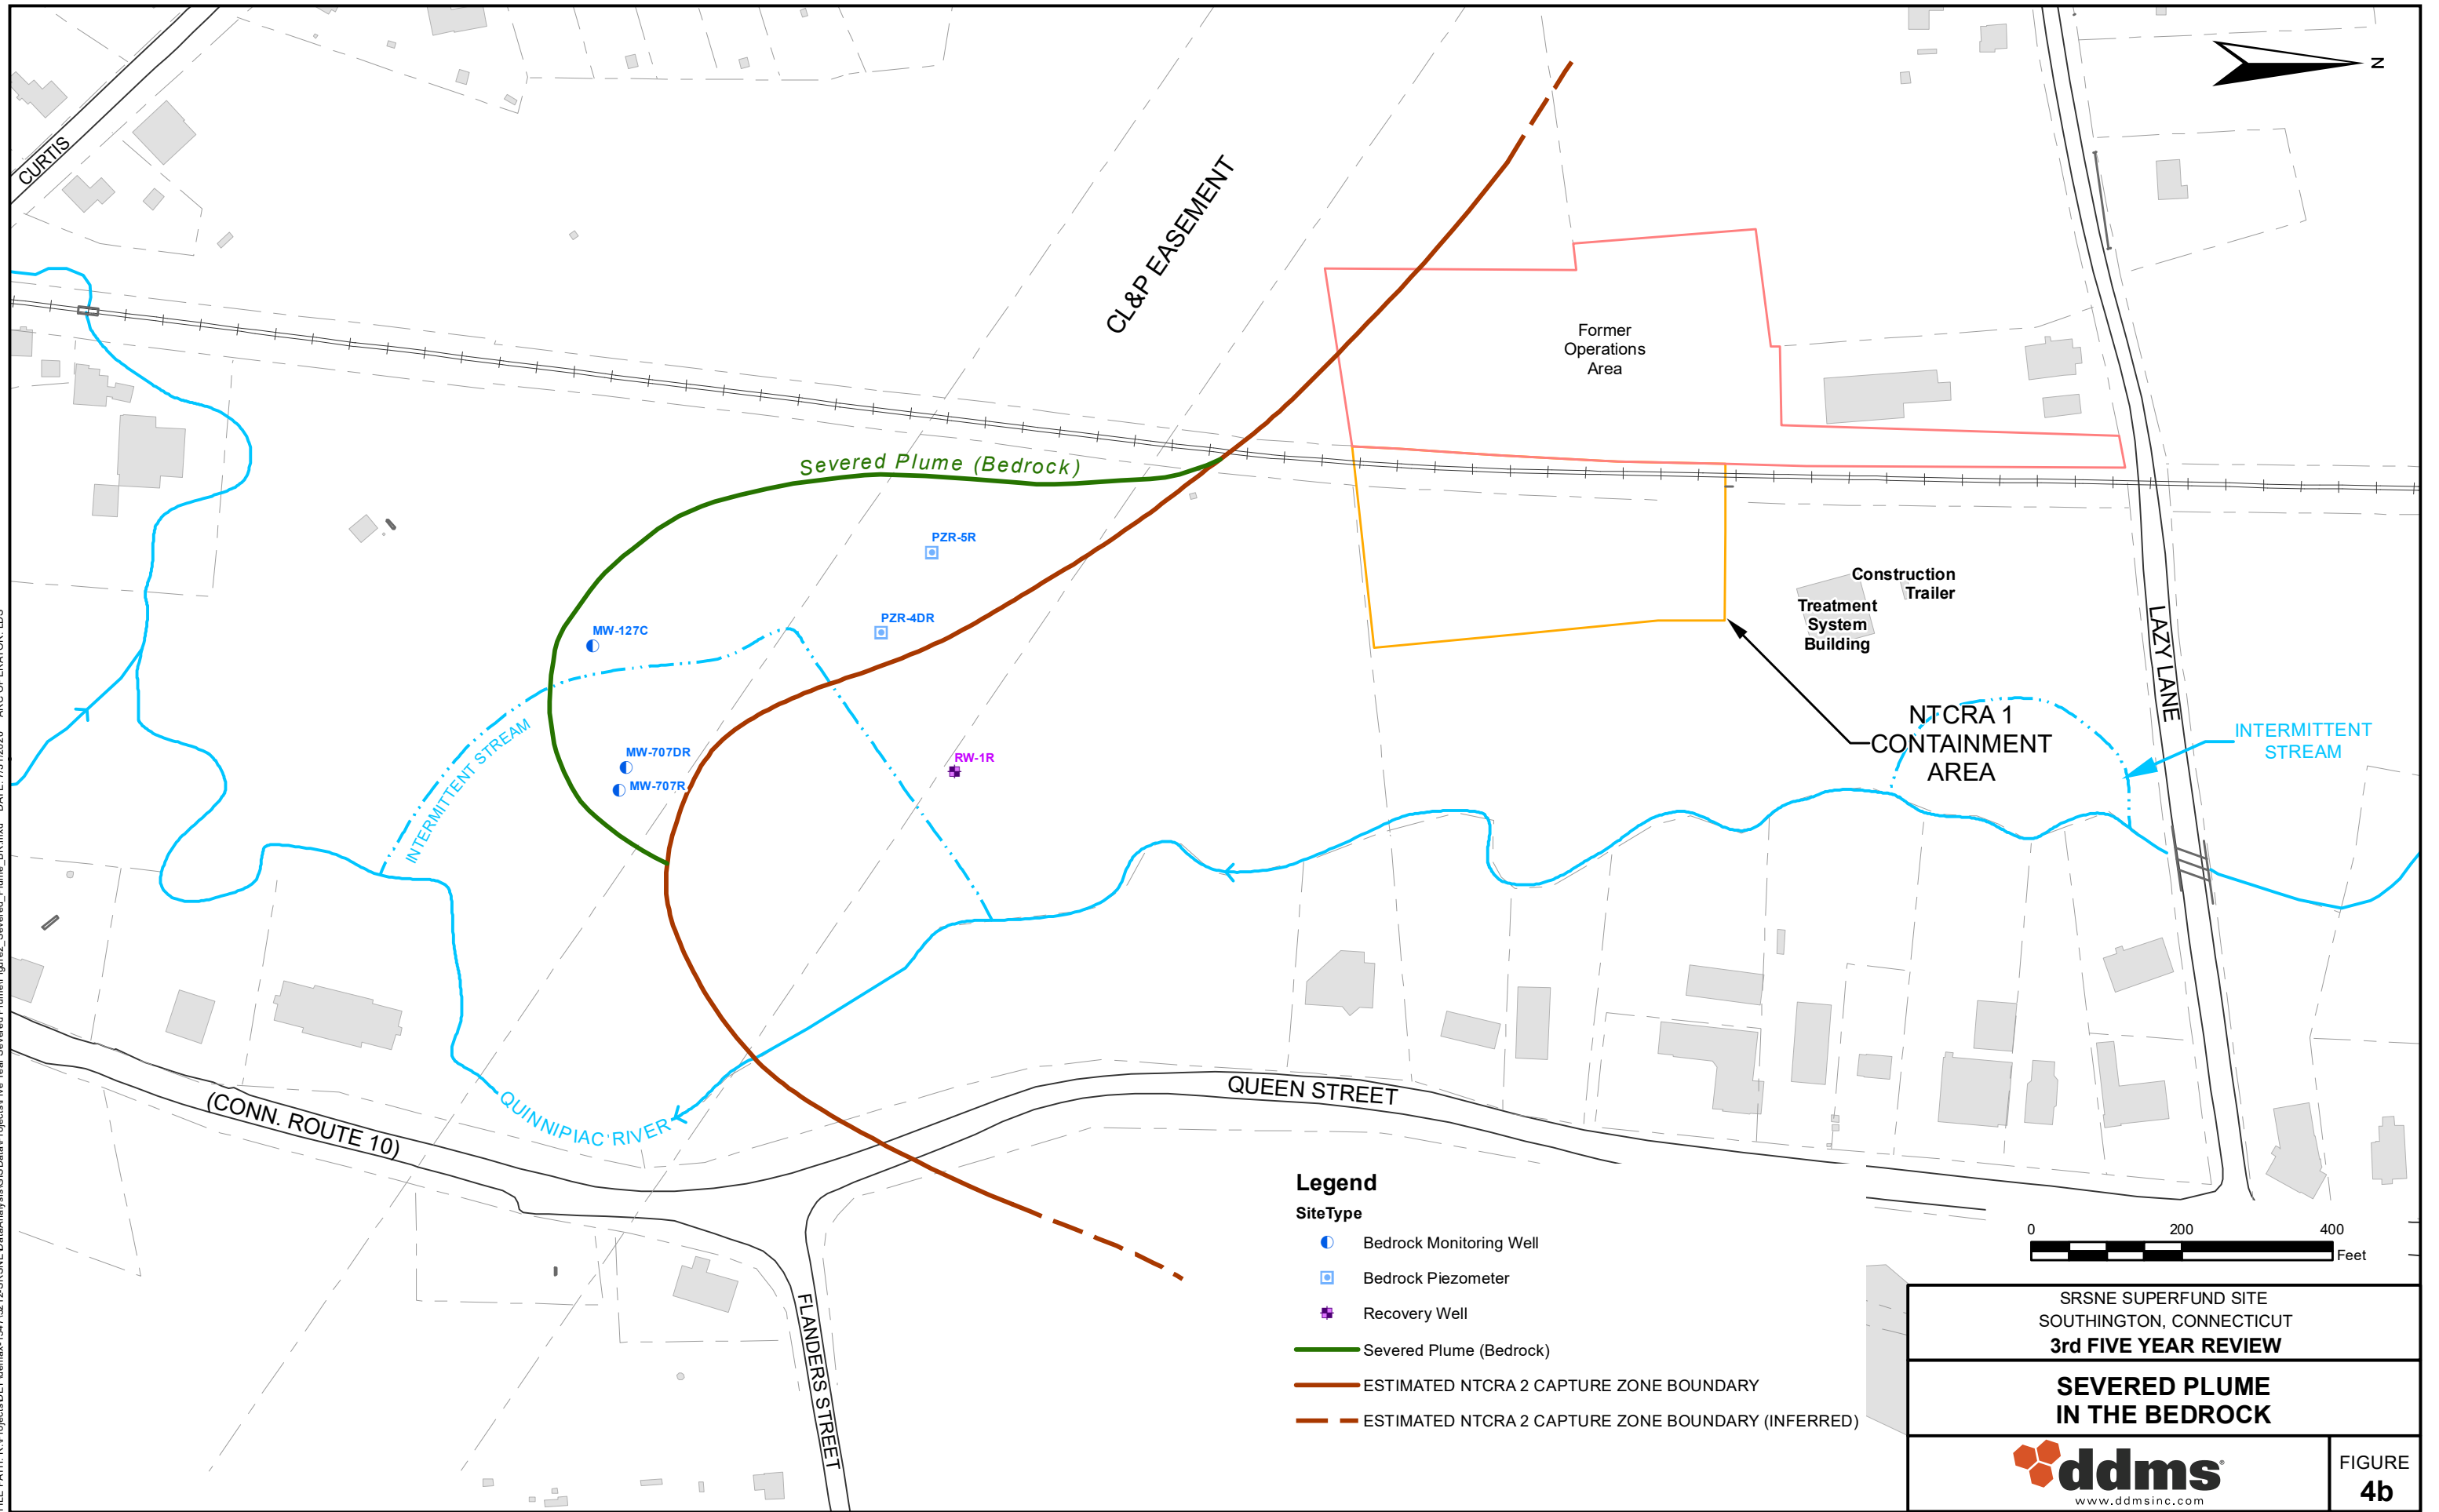 CURTIS
N
CL&P EASEMENT
Former
Operations
Area
Severed Plume (Bedrock)
PZR-5R
PZR-4DR
MW-127C
MW-707DR
MW-707R
RW-1R
Construction
Trailer
Treatment
System
Building
LAZY LANE
NTCRA 1
CONTAINMENT
AREA
INTERMITTENT
STREAM
INTERMITTENT STREAM
QUINNIPIAC RIVER
QUEEN STREET
(CONN. ROUTE 10)
FLANDERS STREET
Legend
SiteType
Bedrock Monitoring Well
Bedrock Piezometer
Recovery Well
Severed Plume (Bedrock)
ESTIMATED NTCRA 2 CAPTURE ZONE BOUNDARY
ESTIMATED NTCRA 2 CAPTURE ZONE BOUNDARY (INFERRED)
0 200 400
Feet
SRSNE SUPERFUND SITE
SOUTHINGTON, CONNECTICUT
3rd FIVE YEAR REVIEW
SEVERED PLUME
IN THE BEDROCK
ddms
www.ddmsinc.com
FIGURE
4b